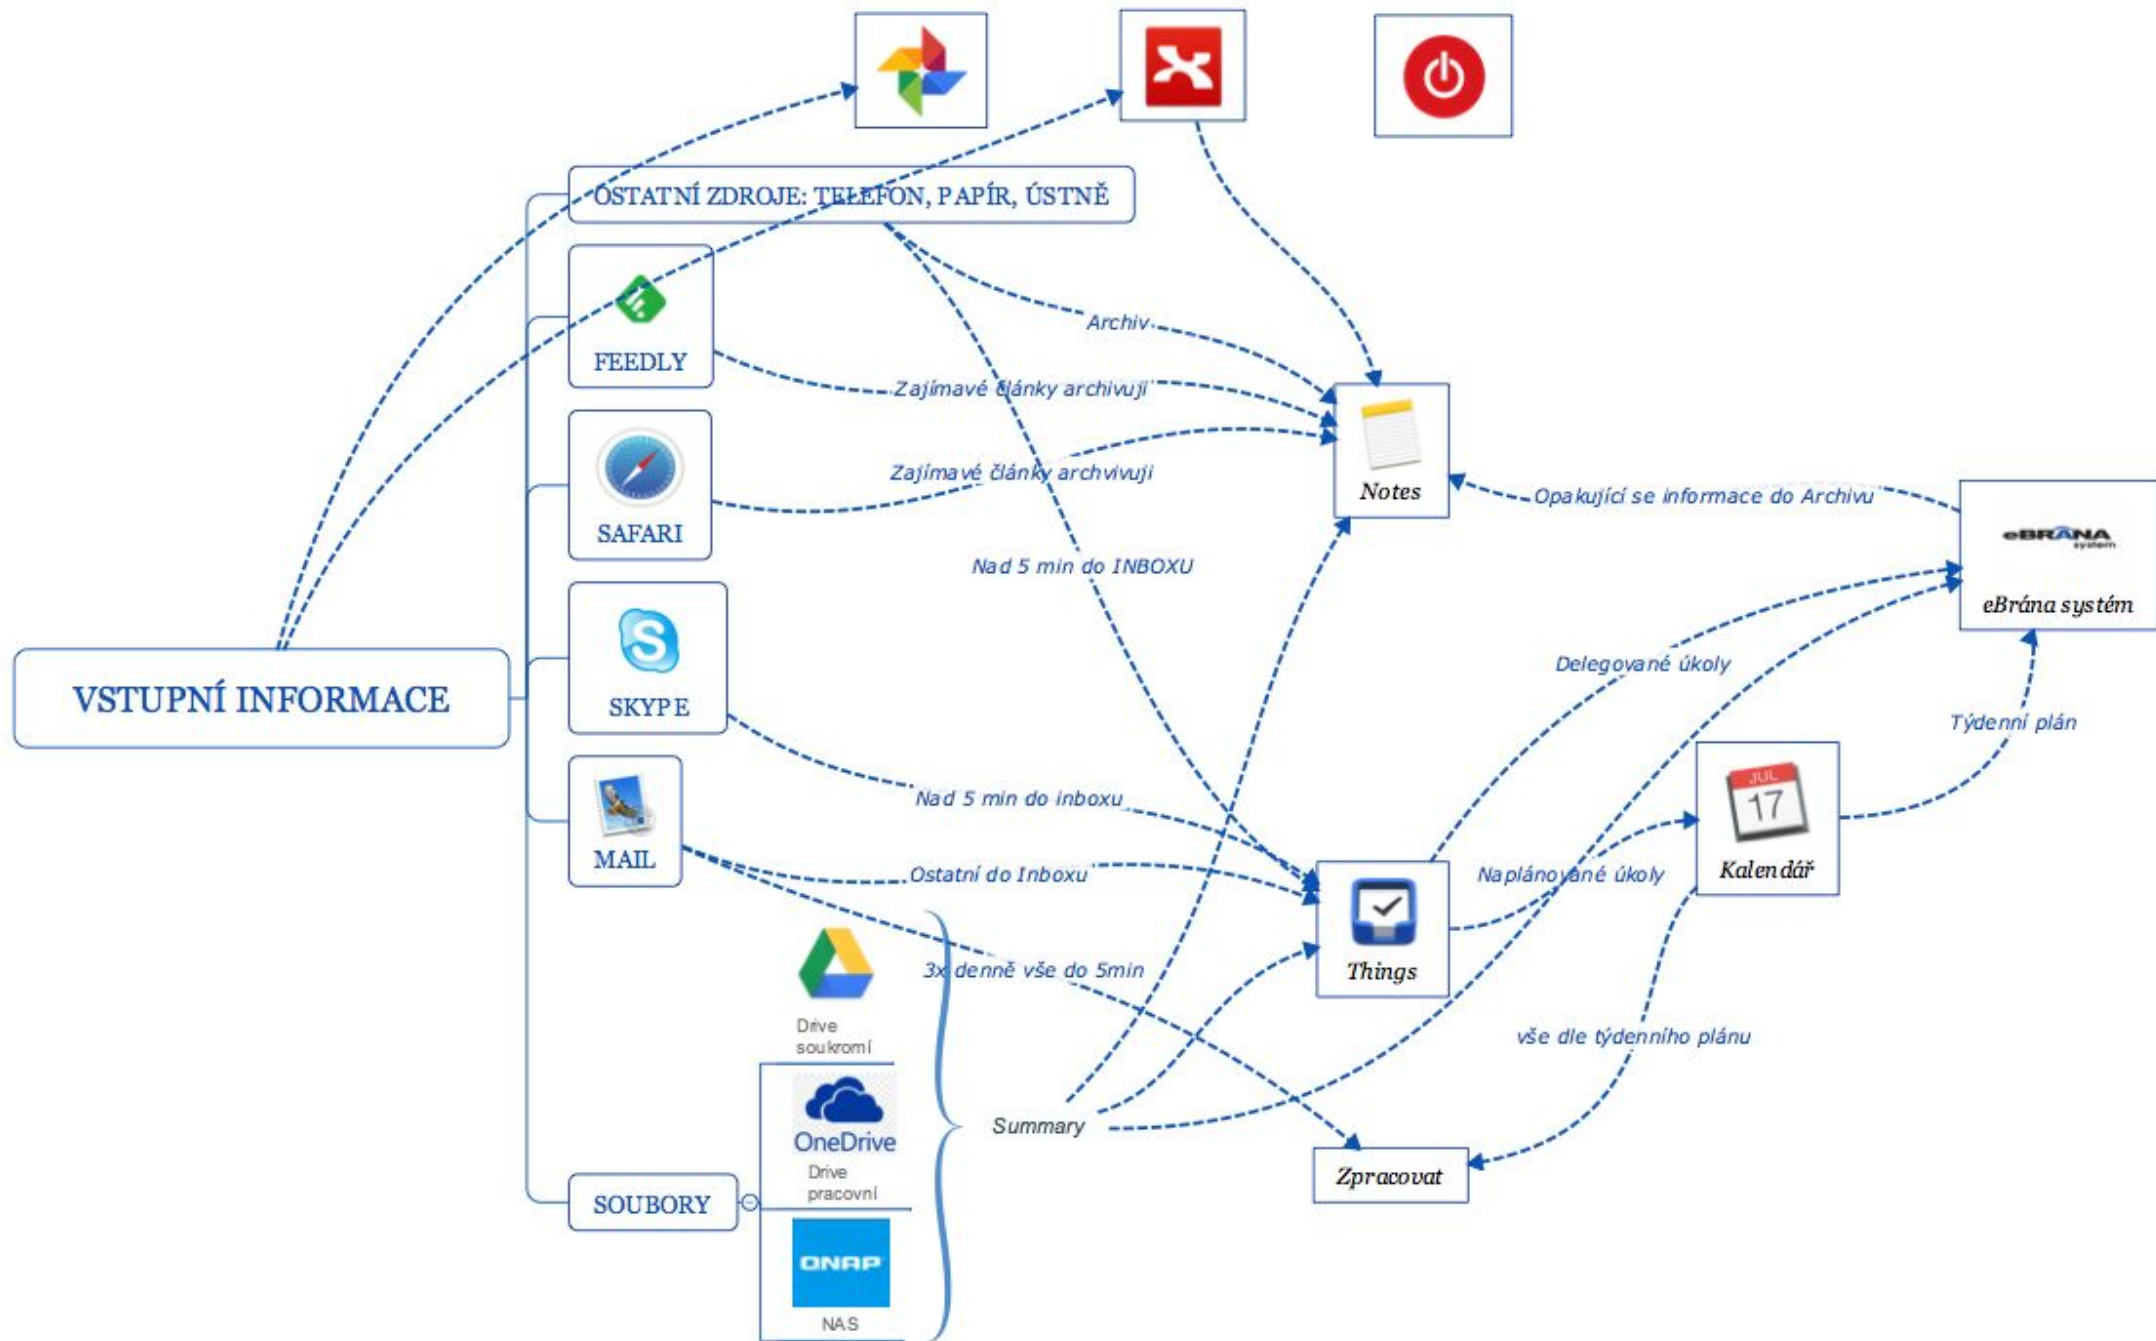 OSTATNÍ ZDROJE: TELEFON, PAPÍR, ÚSTNĚ
FEEDLY
Archiv
Zajímavé články archivuji
SAFARI
Zajímavé články archvivuji
Notes
Opakující se informace do Archivu
eBRÁNA
system
eBrána systém
Nad 5 min do INBOXU
VSTUPNÍ INFORMACE
SKYPE
Delegované úkoly
Týdenní plán
Nad 5 min do inboxu
JUL
17
Kalendář
MAIL
Ostatní do Inboxu
Naplánované úkoly
Things
3x denně vše do 5min
Drive
soukromí
vše dle týdenního plánu
OneDrive
Drive
pracovní
Summary
Zpracovat
SOUBORY
QNAP
NAS